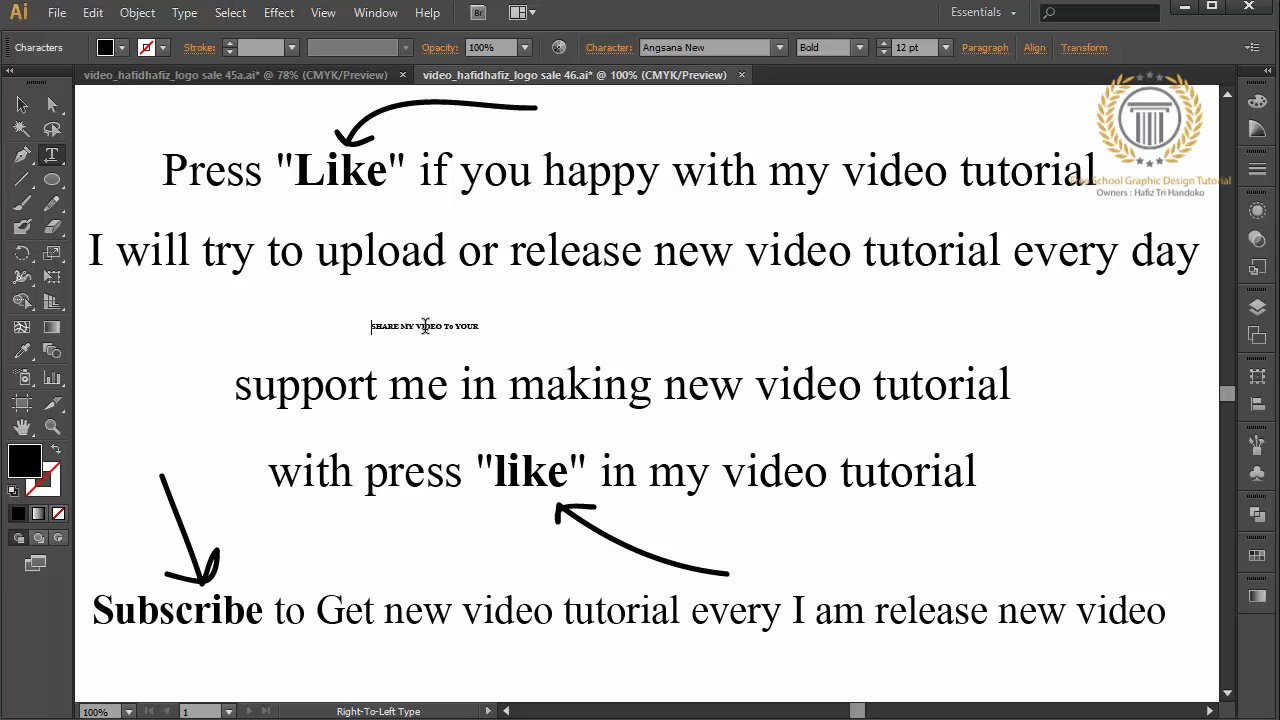 Ai File Edit Object Type Select Effect View Window Help Br Essentials
Characters Stroke: Opacity: 100% Character: Angsana New Bold 12 pt Paragraph Align Transform
video_hafidhafiz_logo sale 45a.ai* @ 78% (CMYK/Preview) × video_hafidhafiz_logo sale 46.ai* @ 100% (CMYK/Preview) ×
Press "Like" if you happy with my video tutorial
School Graphic Design Tutorial
Owners : Hafiz Tri Handoko
I will try to upload or release new video tutorial every day
SHARE MY VIDEO To YOUR
support me in making new video tutorial
with press "like" in my video tutorial
Subscribe to Get new video tutorial every I am release new video
100% 1 Right-To-Left Type